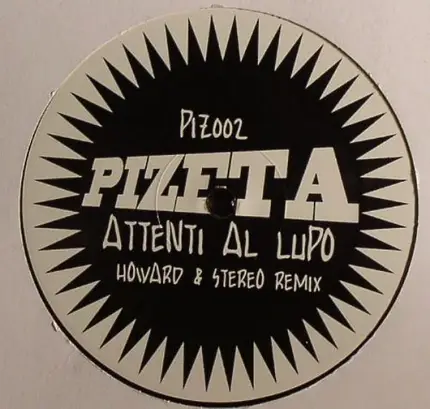 PIZ002
PIZETA
ATTENTI AL LUPO
HOWARD & STEREO REMIX